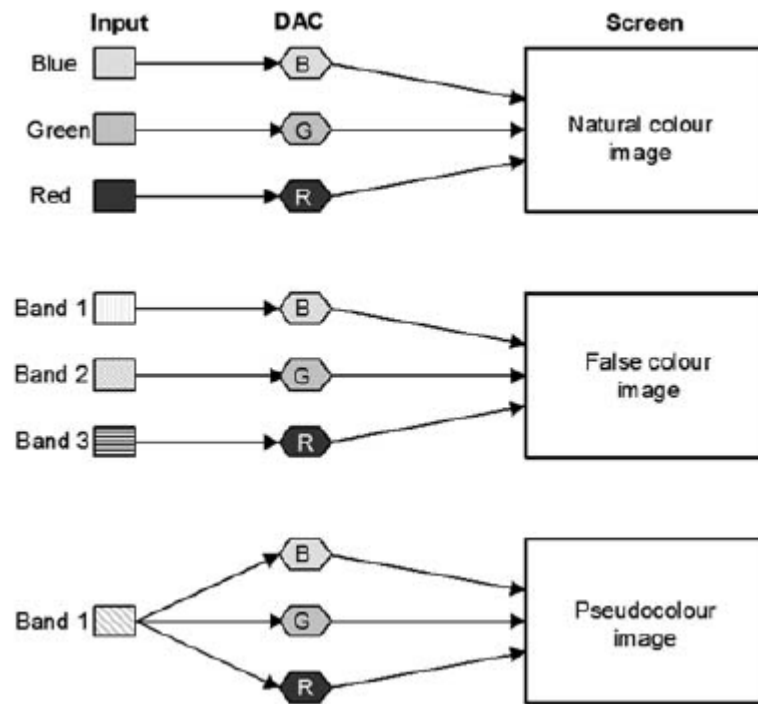 Input DAC Screen
Blue B
Green G Natural colour
image
Red R
Band 1 B
Band 2 G False colour
image
Band 3 R
B
Band 1 G Pseudocolour
image
R